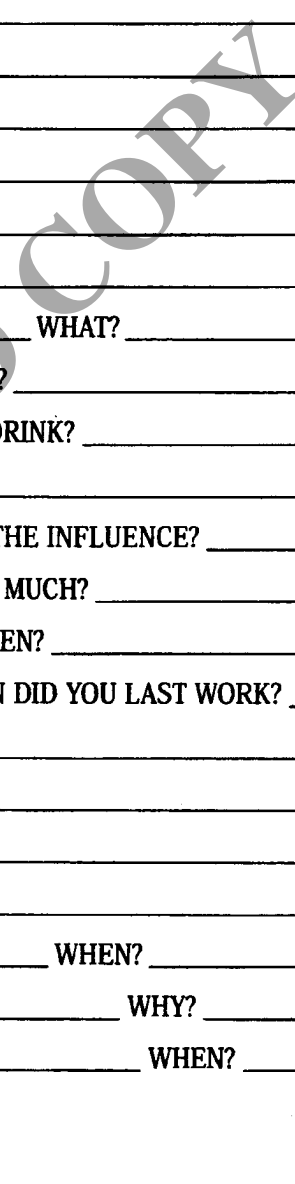 COPY
WHAT?
?
DRINK?
THE INFLUENCE?
MUCH?
EN?
N DID YOU LAST WORK?
WHEN?
WHY?
WHEN?